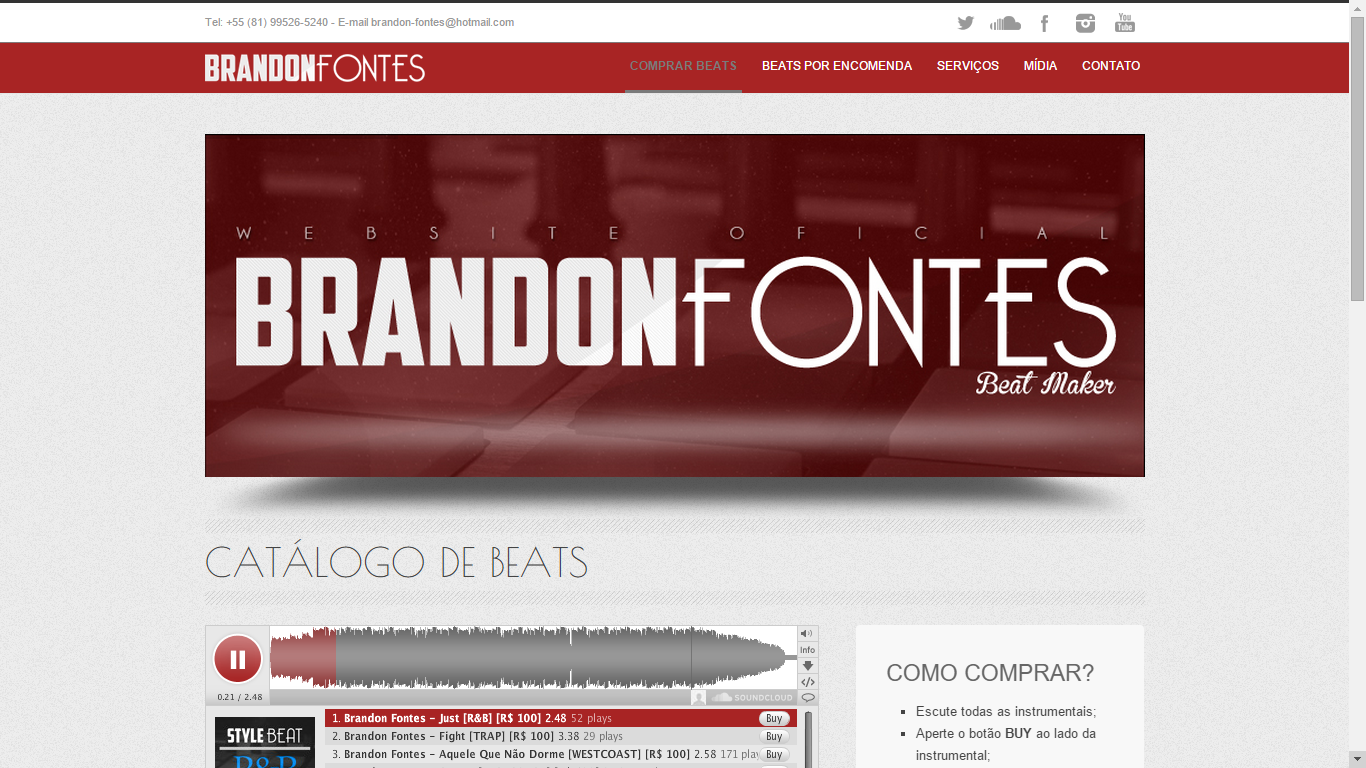 Tel: +55 (81) 99526-5240 - E-mail brandon-fontes@hotmail.com
You Tube
BRANDONFONTES
COMPRAR BEATS BEATS POR ENCOMENDA SERVIÇOS MÍDIA CONTATO
WEBSITE OFICIAL
BRANDONFONTES
Beat Maker
CATÁLOGO DE BEATS
Info
0.21 / 2.48
SOUNDCLOUD
STYLE BEAT
R&B
1. Brandon Fontes - Just [R&B] [R$ 100] 2.48 52 plays Buy
2. Brandon Fontes - Fight [TRAP] [R$ 100] 3.38 29 plays Buy
3. Brandon Fontes - Aquele Que Não Dorme [WESTCOAST] [R$ 100] 2.58 171 play Buy
COMO COMPRAR?
Escute todas as instrumentais;
Aperte o botão BUY ao lado da
instrumental;